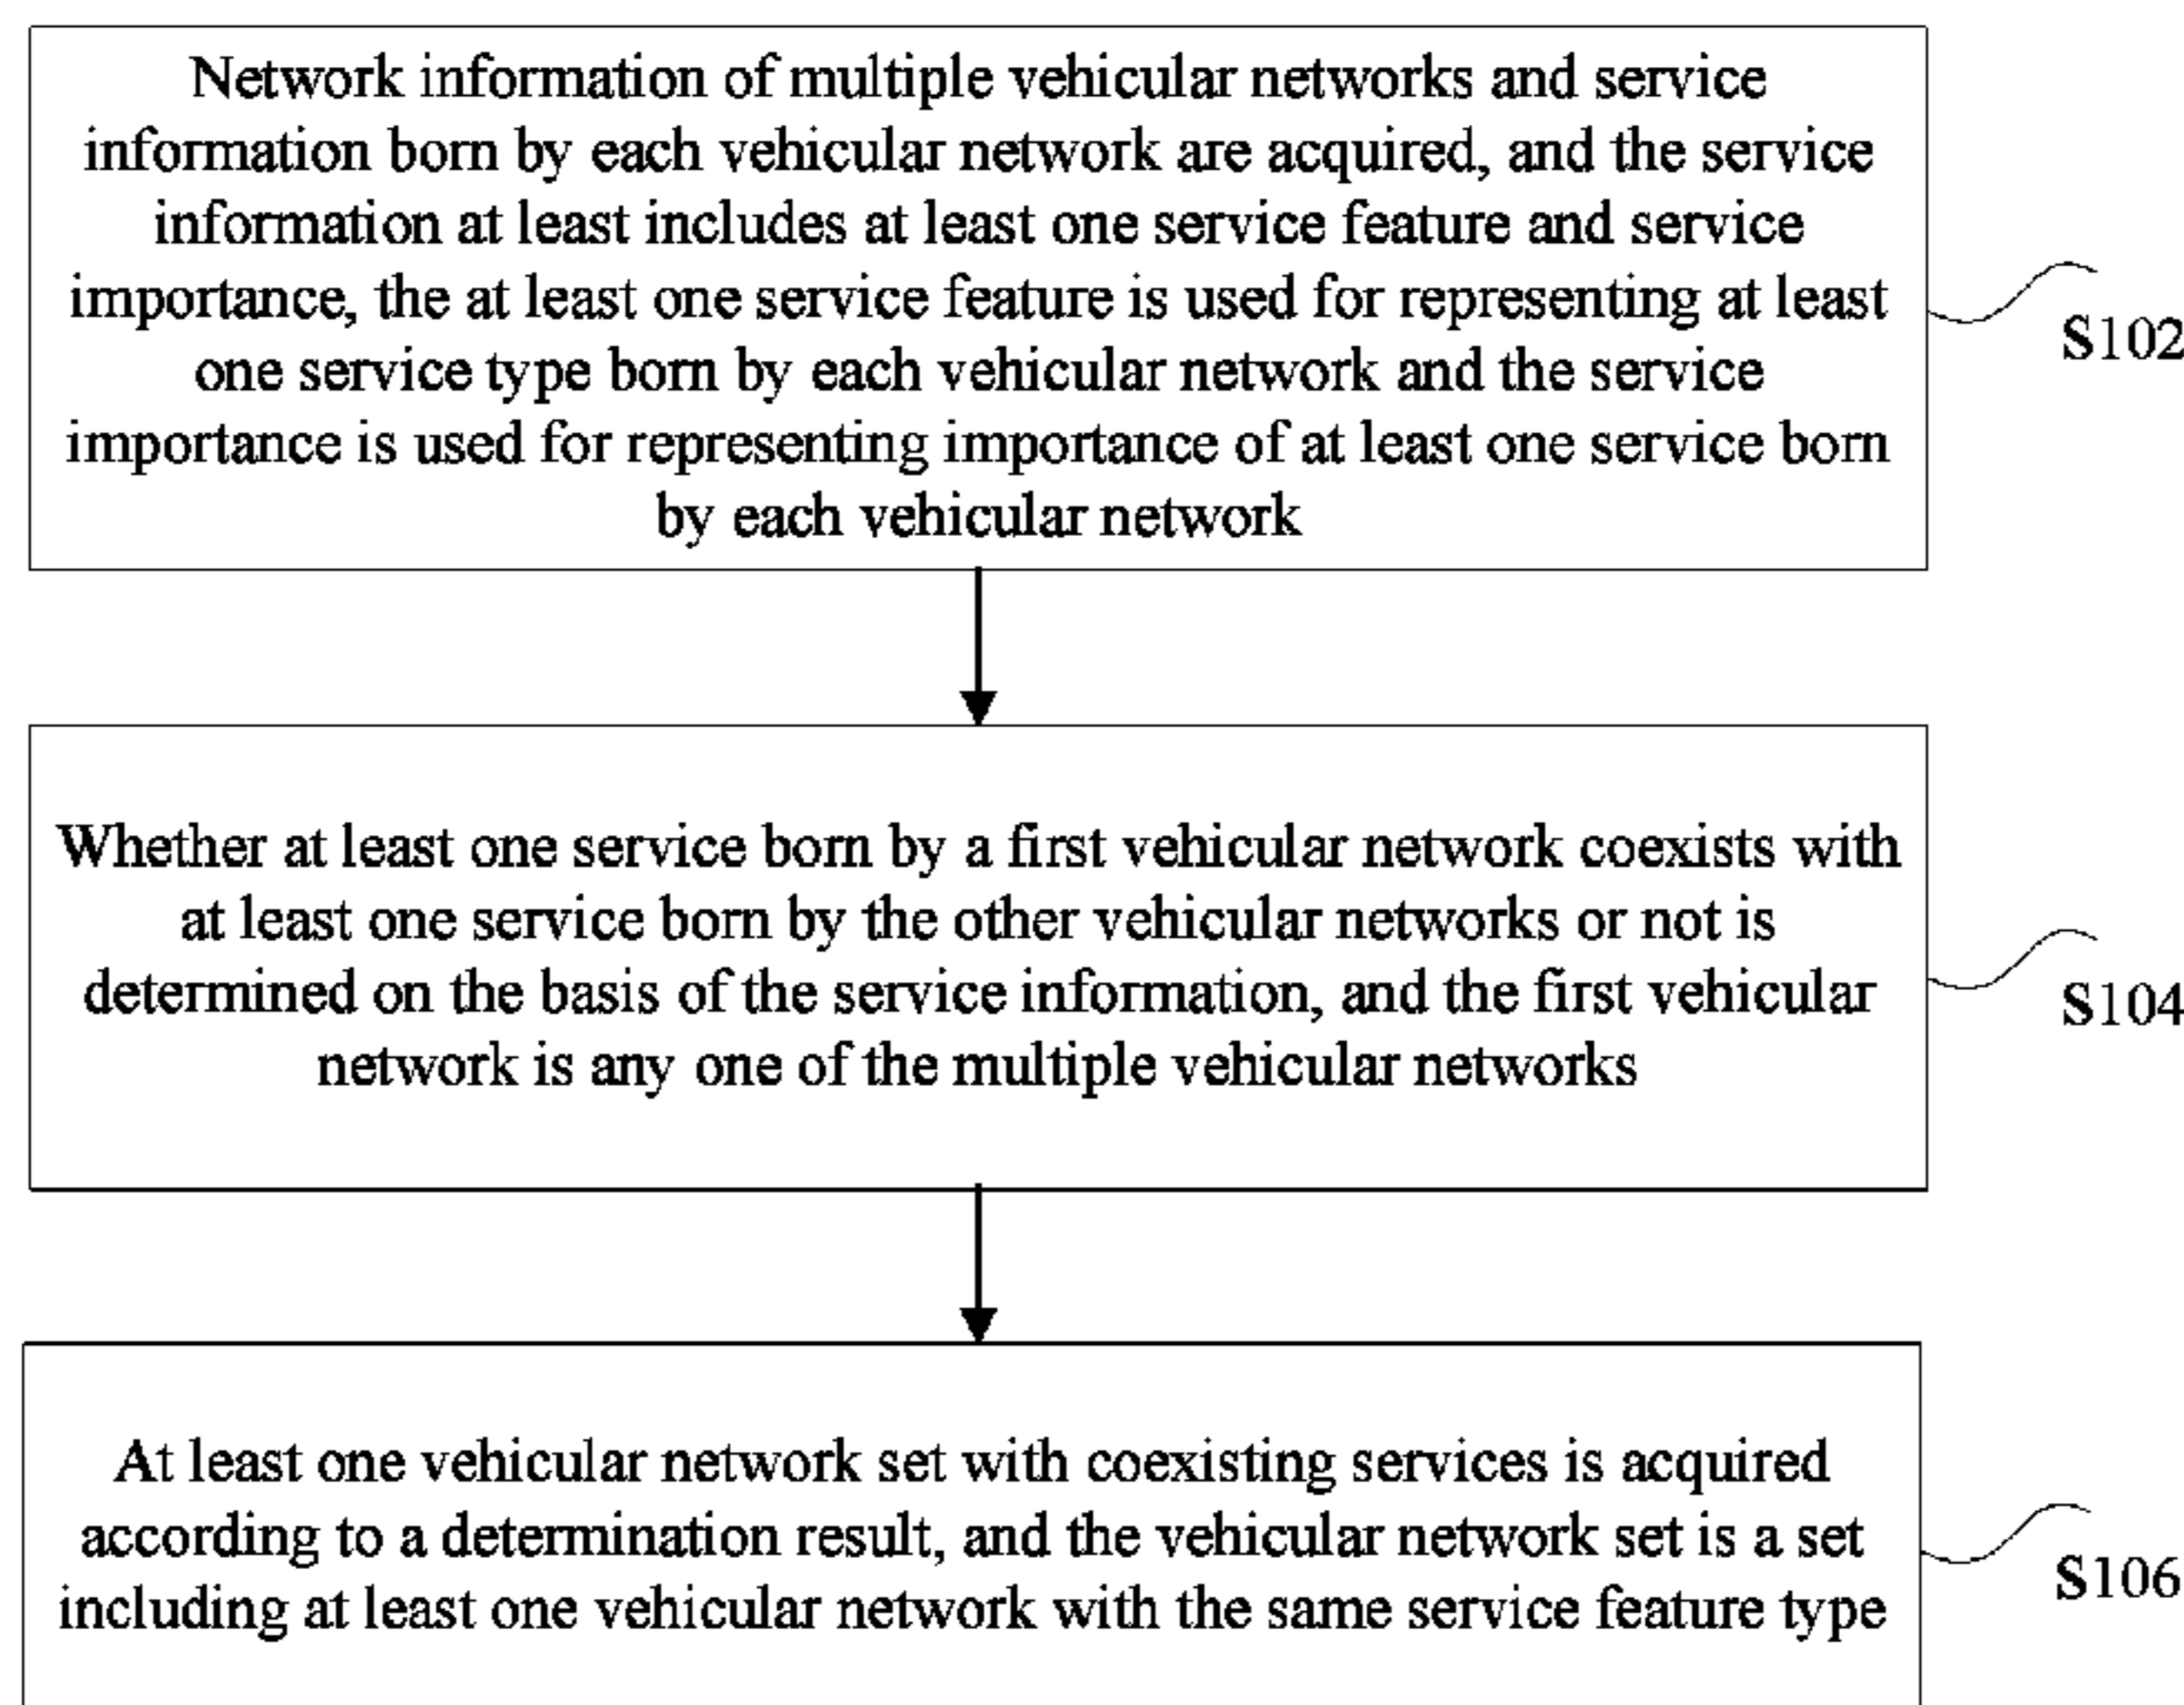 Network information of multiple vehicular networks and service
information born by each vehicular network are acquired, and the service
information at least includes at least one service feature and service
importance, the at least one service feature is used for representing at least
one service type born by each vehicular network and the service
importance is used for representing importance of at least one service born
by each vehicular network
S102
Whether at least one service born by a first vehicular network coexists with
at least one service born by the other vehicular networks or not is
determined on the basis of the service information, and the first vehicular
network is any one of the multiple vehicular networks
S104
At least one vehicular network set with coexisting services is acquired
according to a determination result, and the vehicular network set is a set
including at least one vehicular network with the same service feature type
S106